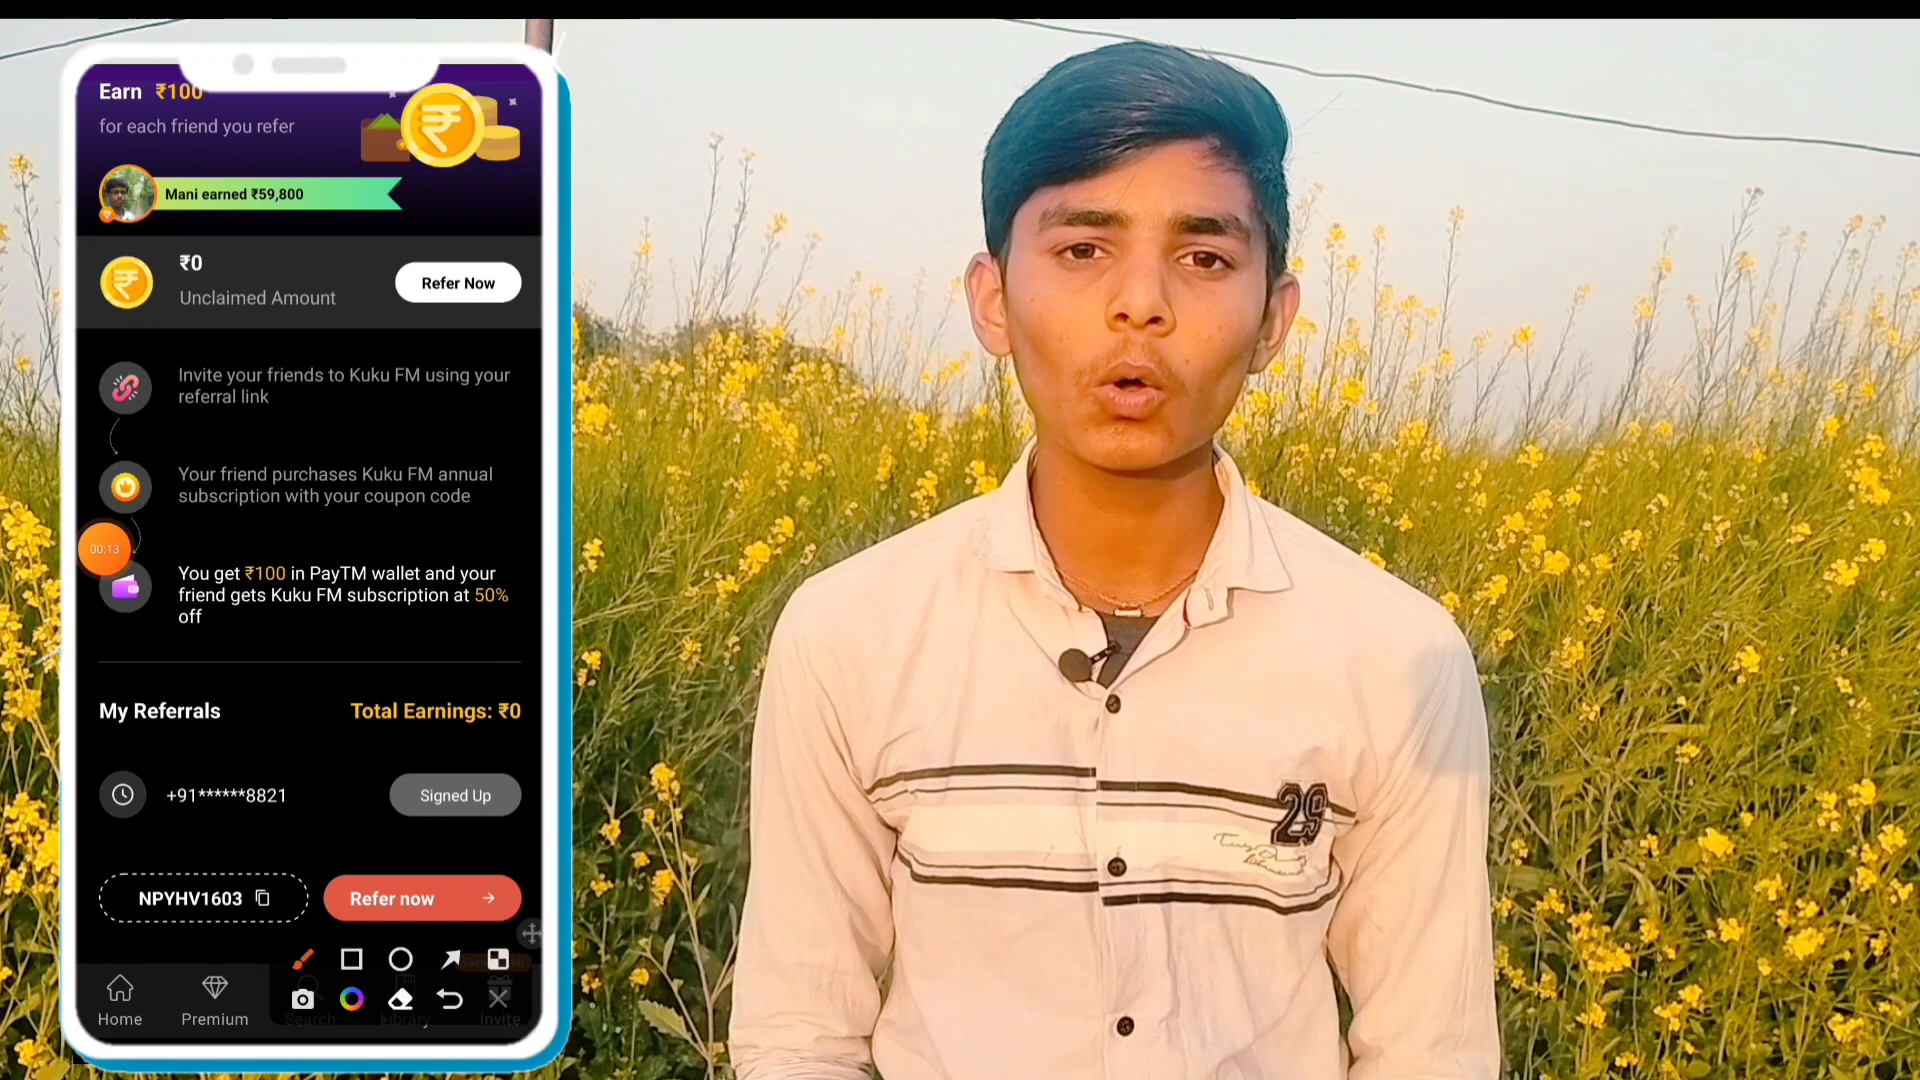 Earn ₹100
for each friend you refer
Mani earned ₹59,800
₹0
Unclaimed Amount
Refer Now
Invite your friends to Kuku FM using your
referral link
Your friend purchases Kuku FM annual
subscription with your coupon code
00:13
You get ₹100 in PayTM wallet and your
friend gets Kuku FM subscription at 50%
off
My Referrals
Total Earnings: ₹0
+91******8821
Signed Up
NPYHV1603
Refer now
Home
Premium
Search
Library
Invite
29